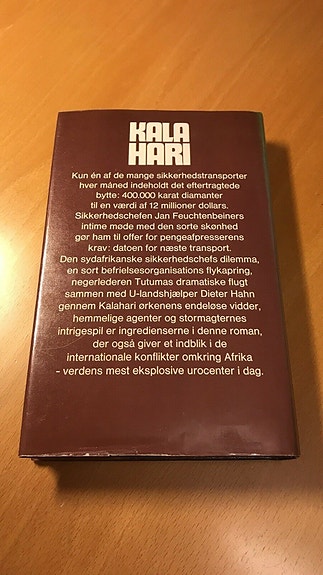 KALA
HARI
Kun én af de mange sikkerhedstransporter
hver måned indeholdt det eftertragtede
bytte: 400.000 karat diamanter
til en værdi af 12 millioner dollars.
Sikkerhedschefen Jan Feuchtenbeiners
intime møde med den sorte skønhed
gør ham til offer for pengeafpresserens
krav: datoen for næste transport.
Den sydafrikanske sikkerhedschefs dilemma,
en sort befrielsesorganisations flykapring,
negerlederen Tutumas dramatiske flugt
sammen med U-landshjælper Dieter Hahn
gennem Kalahari ørkenens endeløse vidder,
hemmelige agenter og stormagternes
intrigespil er ingredienserne i denne roman,
der også giver et indblik i de
internationale konflikter omkring Afrika
- verdens mest eksplosive urocenter i dag.